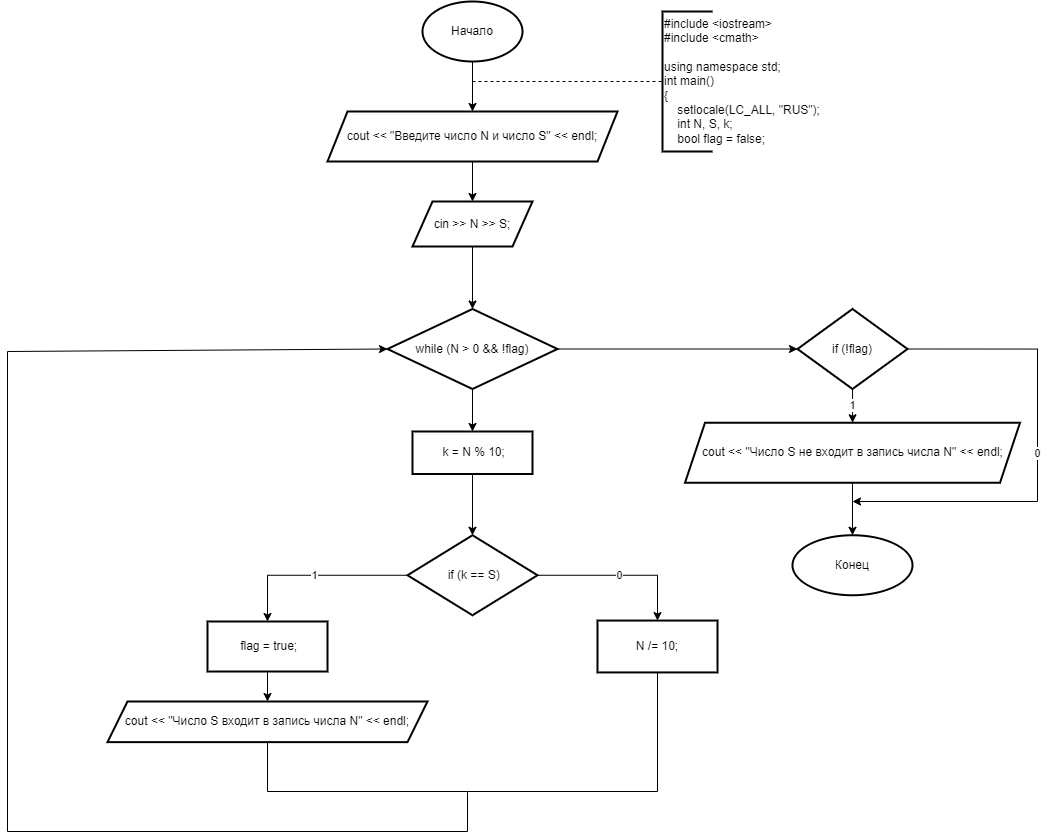 Начало
#include <iostream>
#include <cmath>
using namespace std;
int main()
{
setlocale(LC_ALL, "RUS");
int N, S, k;
bool flag = false;
cout << "Введите число N и число S" << endl;
cin >> N >> S;
while (N > 0 && !flag)
if (!flag)
1
k = N % 10;
cout << "Число S не входит в запись числа N" << endl;
0
if (k == S)
1
0
Конец
flag = true;
N /= 10;
cout << "Число S входит в запись числа N" << endl;